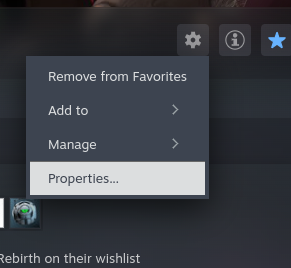 Remove from Favorites
Add to
Manage
Properties...
Rebirth on their wishlist